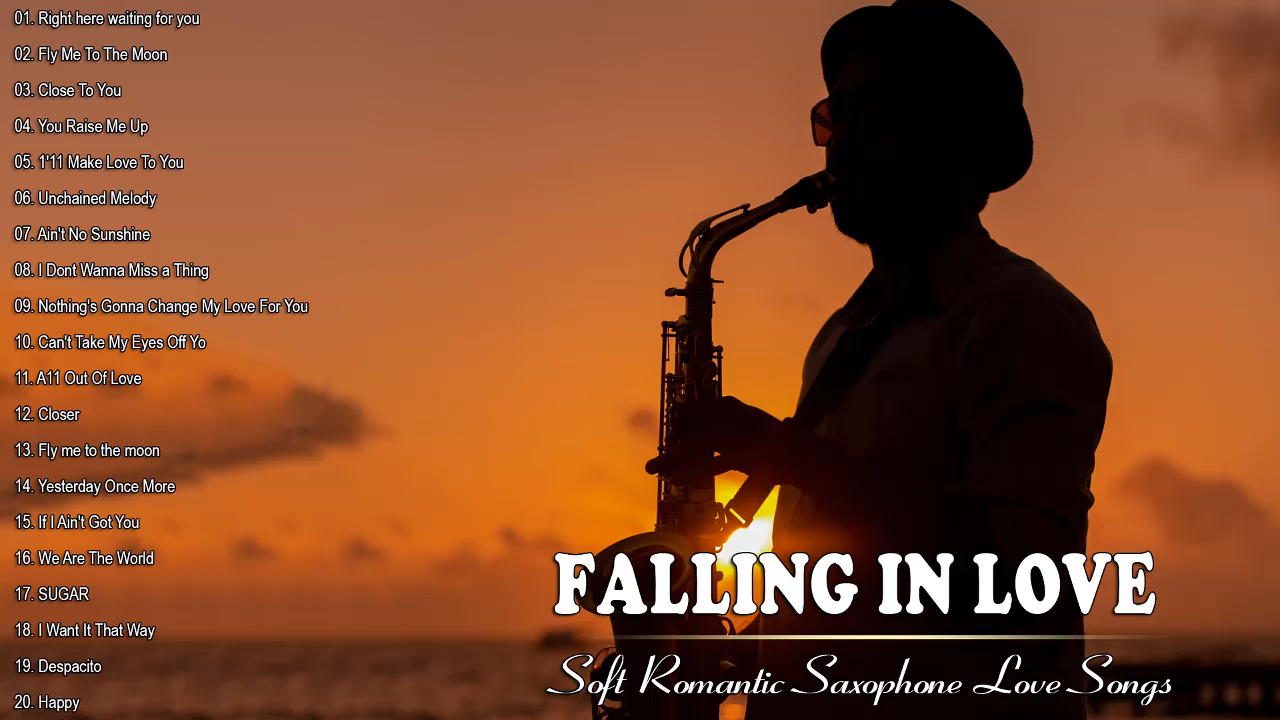 01. Right here waiting for you
02. Fly Me To The Moon
03. Close To You
04. You Raise Me Up
05. 1'11 Make Love To You
06. Unchained Melody
07. Ain't No Sunshine
08. I Dont Wanna Miss a Thing
09. Nothing's Gonna Change My Love For You
10. Can't Take My Eyes Off Yo
11. A11 Out Of Love
12. Closer
13. Fly me to the moon
14. Yesterday Once More
15. If I Ain't Got You
16. We Are The World
17. SUGAR
18. I Want It That Way
19. Despacito
20. Happy
FALLING IN LOVE
Soft Romantic Saxophone Love Songs